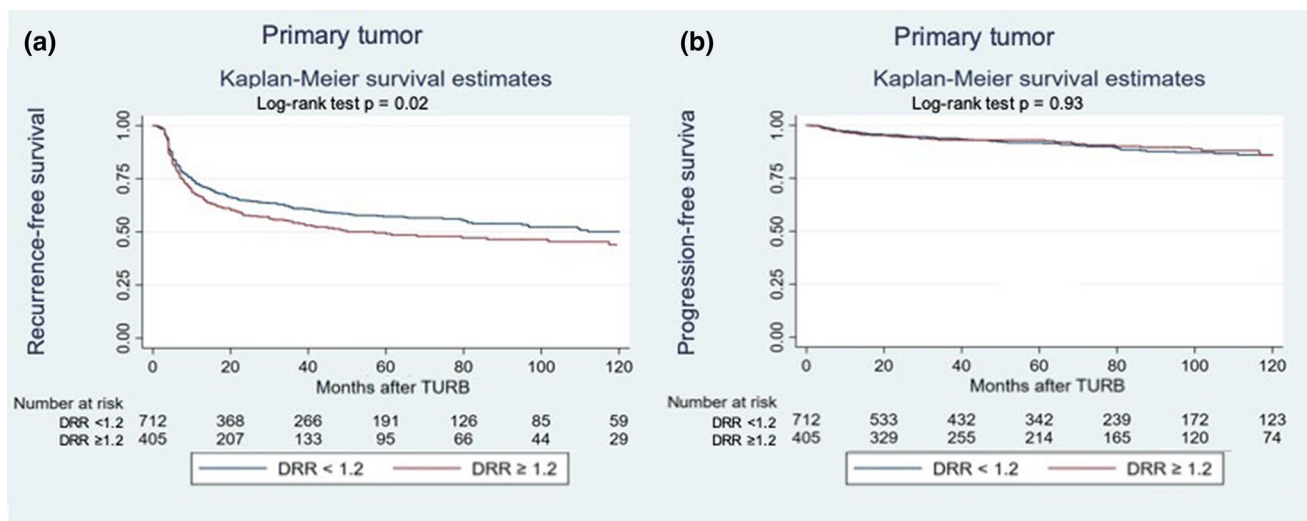 (a)
Primary tumor
Kaplan-Meier survival estimates
Log-rank test p = 0.02
Recurrence-free survival
1.00
0.75
0.50
0.25
0.00
0 20 40 60 80 100 120
Months after TURB
Number at risk
DRR <1.2 712 368 266 191 126 85 59
DRR ≥1.2 405 207 133 95 66 44 29
DRR < 1.2 DRR ≥ 1.2
(b)
Primary tumor
Kaplan-Meier survival estimates
Log-rank test p = 0.93
Progression-free surviva
1.00
0.75
0.50
0.25
0.00
0 20 40 60 80 100 120
Months after TURB
Number at risk
DRR <1.2 712 533 432 342 239 172 123
DRR ≥1.2 405 329 255 214 165 120 74
DRR < 1.2 DRR ≥ 1.2